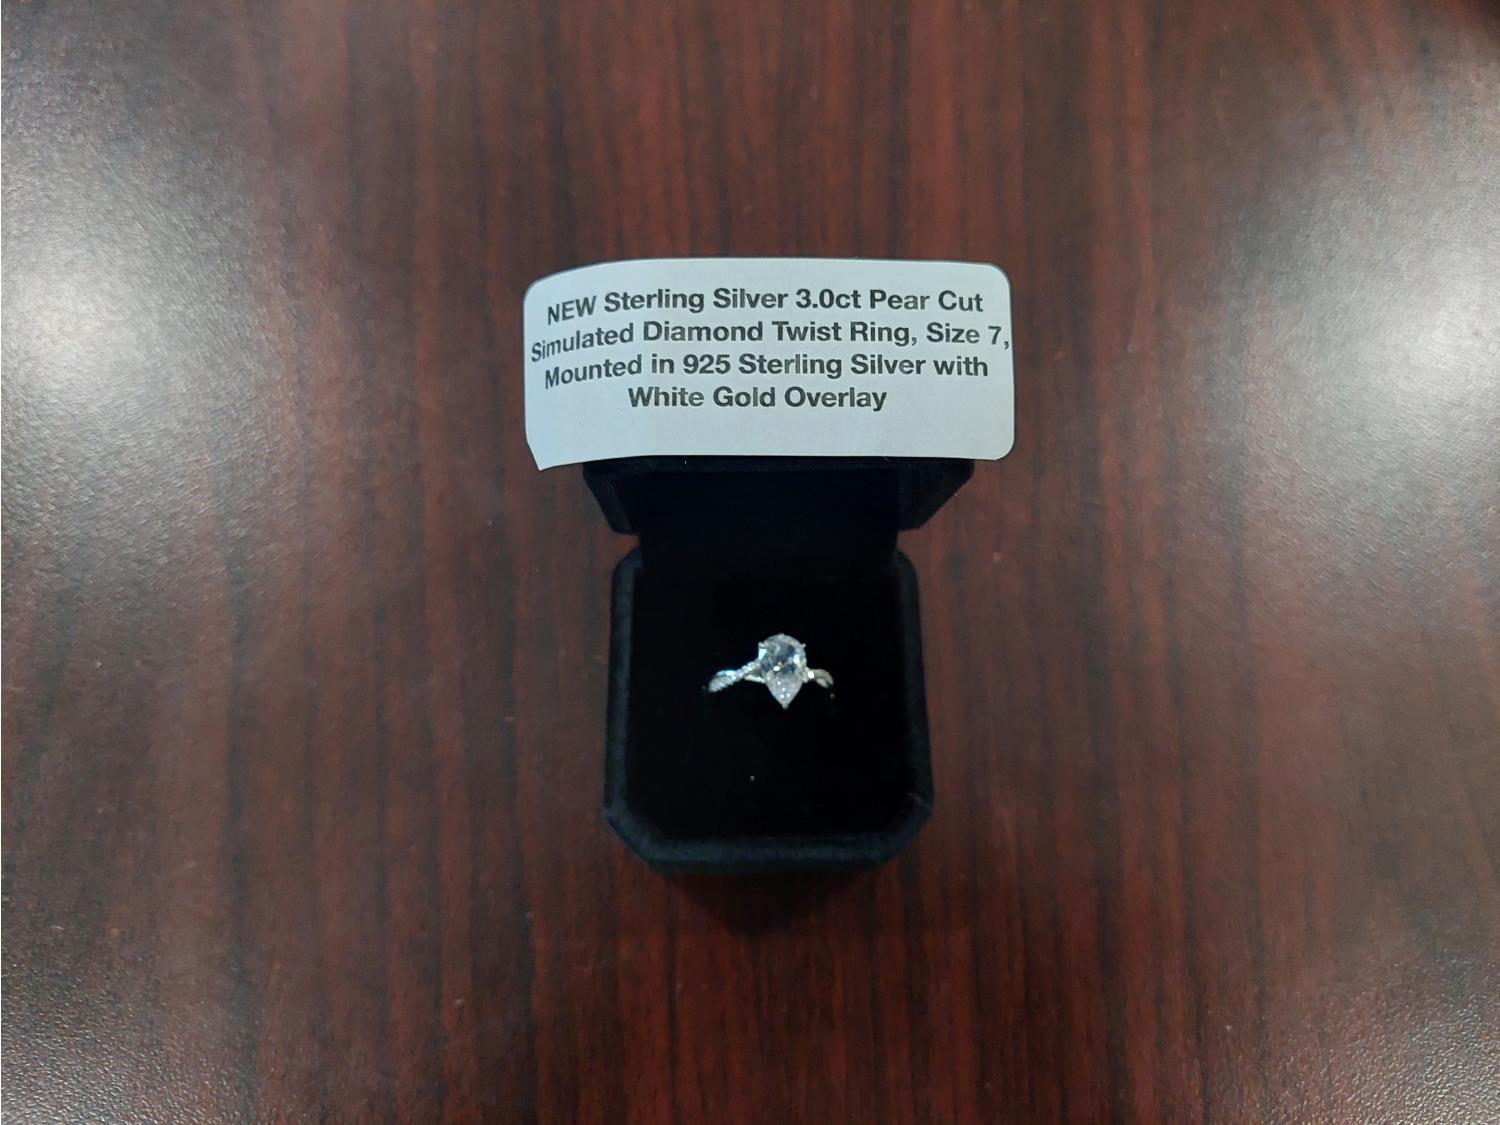 NEW Sterling Silver 3.0ct Pear Cut
Simulated Diamond Twist Ring, Size 7,
Mounted in 925 Sterling Silver with
White Gold Overlay